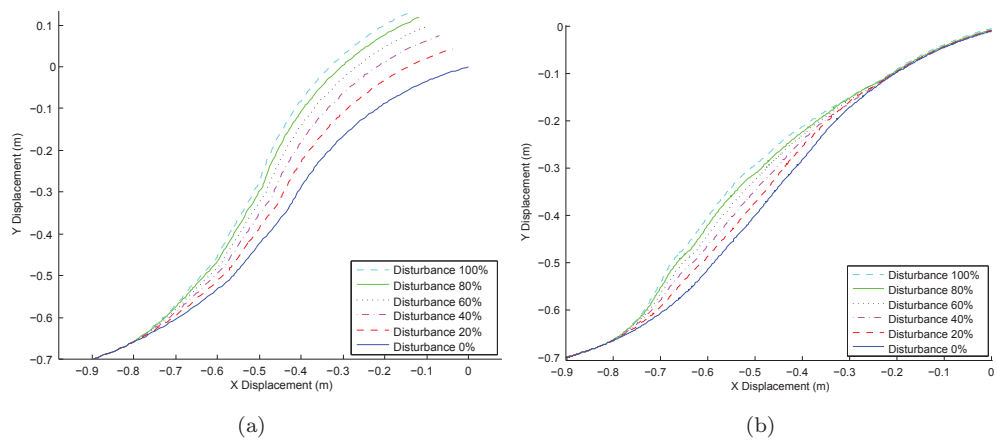 0.1
0
−0.1
−0.2
−0.3
−0.4
−0.5
−0.6
−0.7
Y Displacement (m)
−0.9 −0.8 −0.7 −0.6 −0.5 −0.4 −0.3 −0.2 −0.1 0
X Displacement (m)
Disturbance 100%
Disturbance 80%
Disturbance 60%
Disturbance 40%
Disturbance 20%
Disturbance 0%
(a)
0
−0.1
−0.2
−0.3
−0.4
−0.5
−0.6
−0.7
Y Displacement (m)
−0.9 −0.8 −0.7 −0.6 −0.5 −0.4 −0.3 −0.2 −0.1 0
X Displacement (m)
Disturbance 100%
Disturbance 80%
Disturbance 60%
Disturbance 40%
Disturbance 20%
Disturbance 0%
(b)